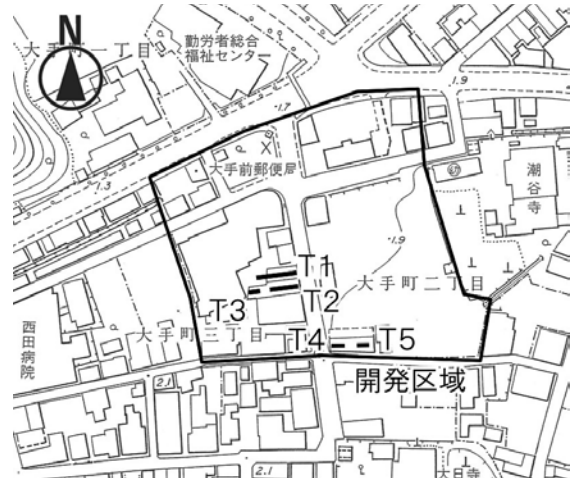 N
大手町一丁目
勤労者総合
福祉センター
1.9
1.7
大手前郵便局
1.3
潮谷寺
1.9
T1
大手町二丁目
T3
T2
大手町三丁目
T4
T5
西田病院
開発区域
2.1
2.1
大日寺